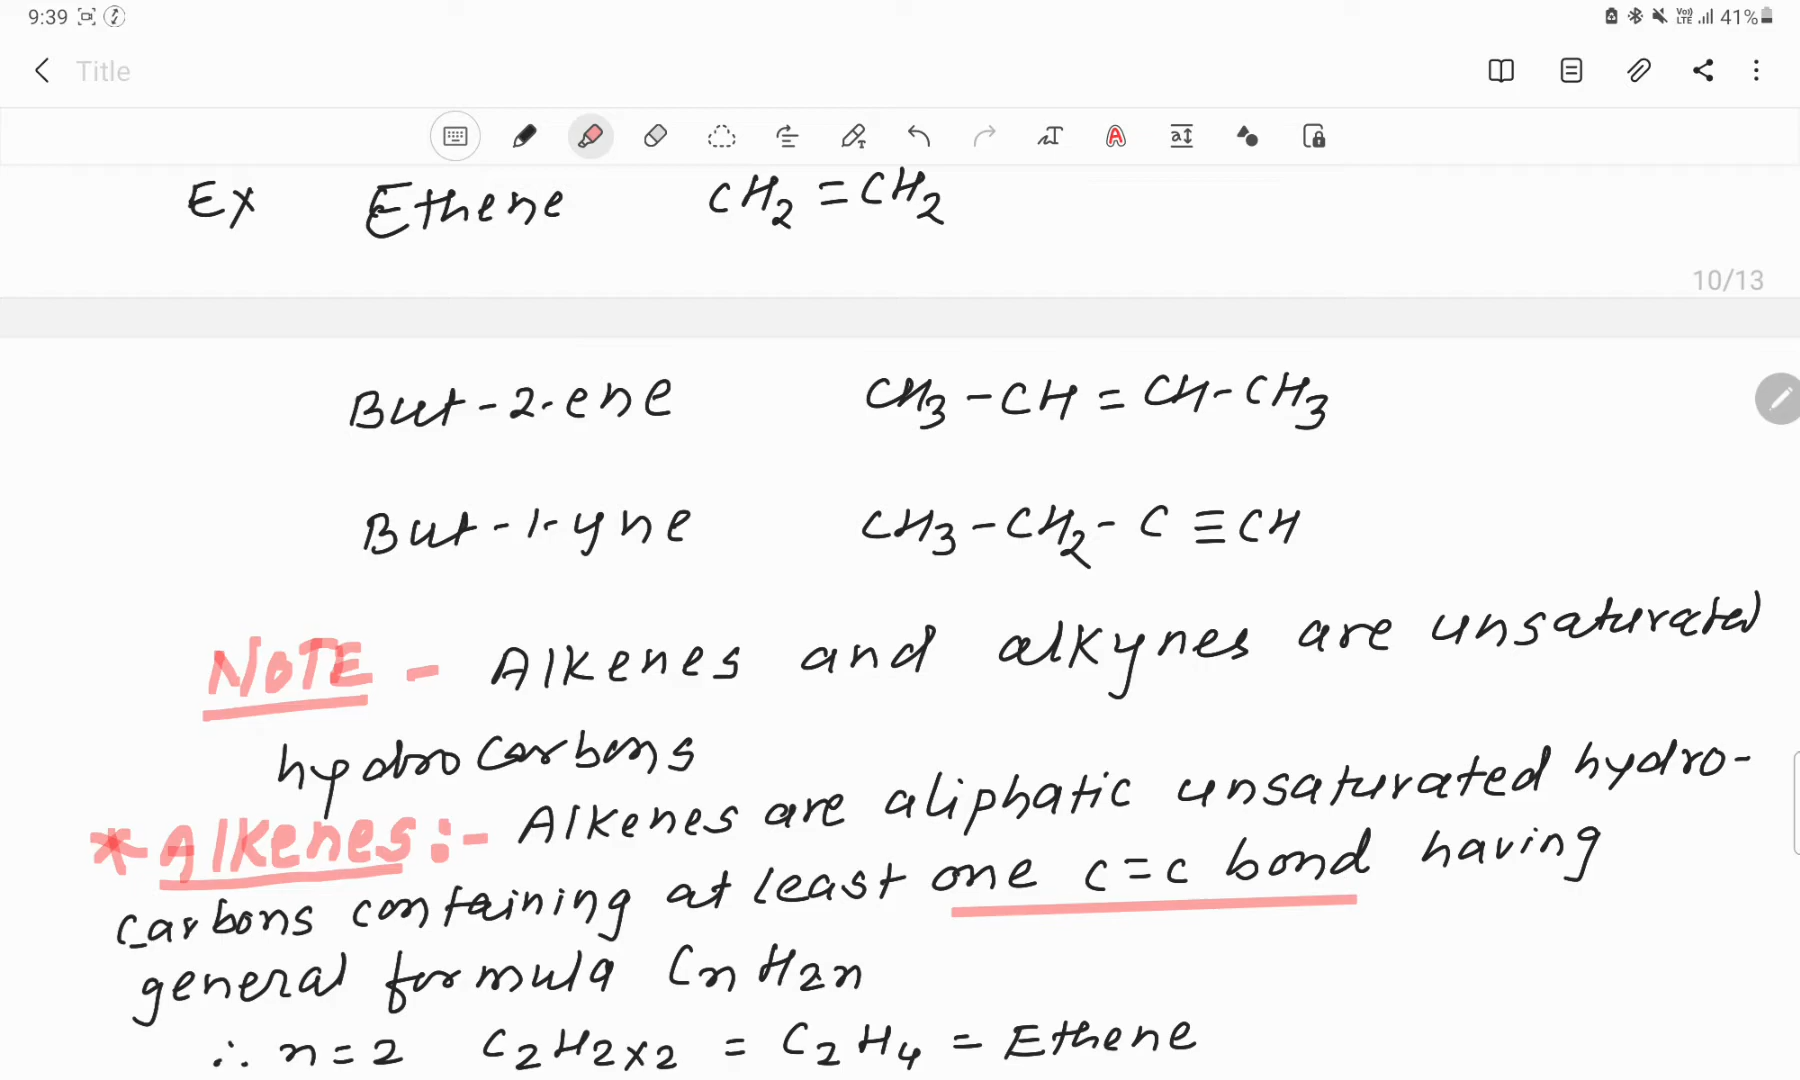 9:39 41%
Title
Ex Ethene CH2 = CH2
10/13
But-2-ene CH3 - CH = CH - CH3
But-1-yne CH3 - CH2 - C ≡ CH
NOTE - Alkenes and alkynes are unsaturated
hydrocarbons
* Alkenes:- Alkenes are aliphatic unsaturated hydro-
carbons containing at least one c=c bond having
general formula CnH2n
∴ n = 2 C2H2x2 = C2H4 = Ethene